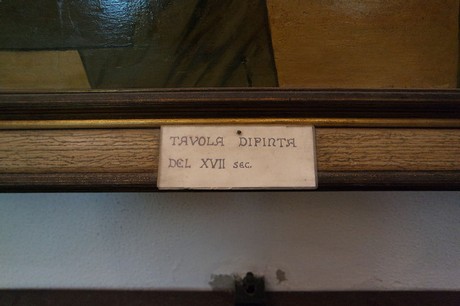 TAVOLA DIPINTA
DEL XVII SEC.